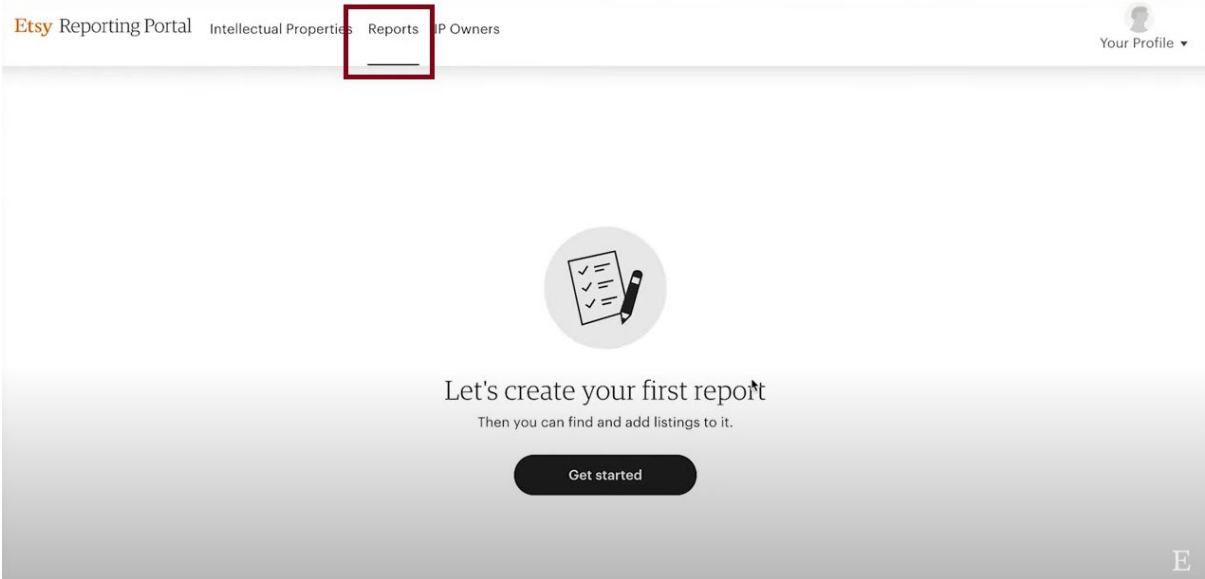 Etsy Reporting Portal Intellectual Properties Reports IP Owners
Your Profile
Let's create your first report
Then you can find and add listings to it.
Get started
E